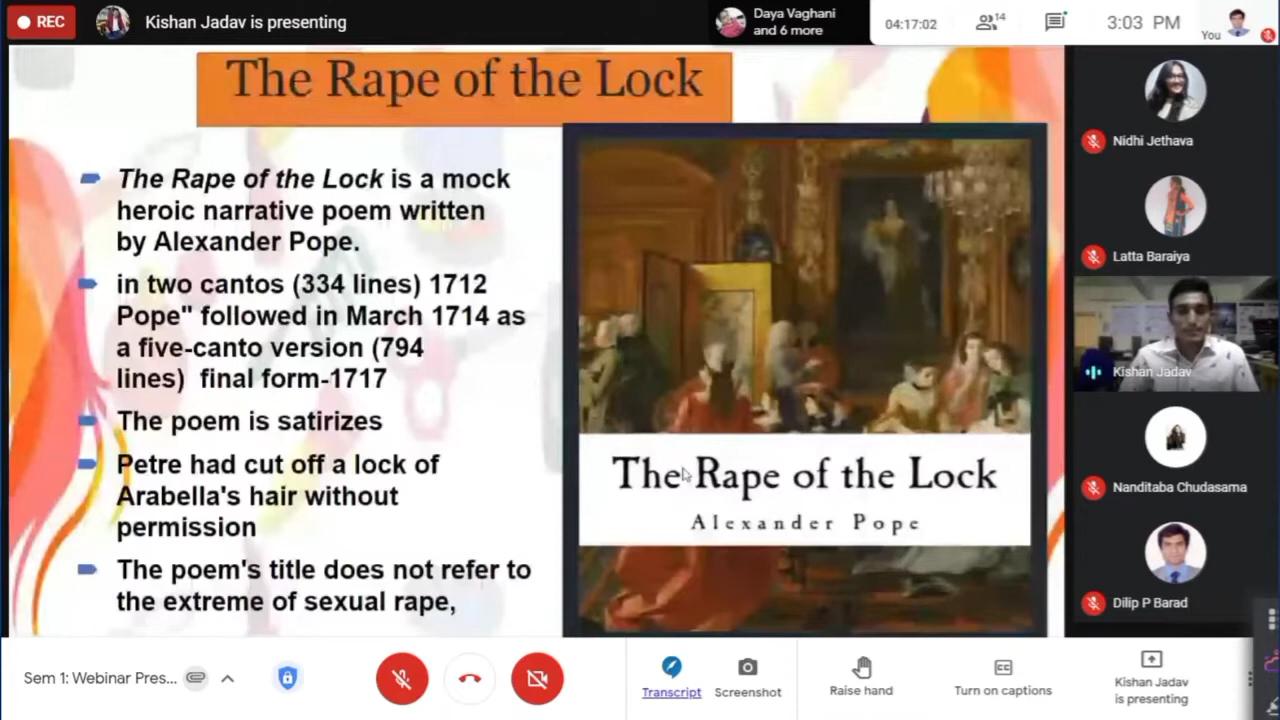 REC
Kishan Jadav is presenting
Daya Vaghani
and 6 more
04:17:02
14
3:03 PM
You
The Rape of the Lock
The Rape of the Lock is a mock
heroic narrative poem written
by Alexander Pope.
in two cantos (334 lines) 1712
Pope" followed in March 1714 as
a five-canto version (794
lines) final form-1717
The poem is satirizes
Petre had cut off a lock of
Arabella's hair without
permission
The poem's title does not refer to
the extreme of sexual rape,
The Rape of the Lock
Alexander Pope
Nidhi Jethava
Latta Baraiya
Kishan Jadav
Nanditaba Chudasama
Dilip P Barad
Sem 1: Webinar Pres...
Transcript
Screenshot
Raise hand
CC
Turn on captions
Kishan Jadav
is presenting